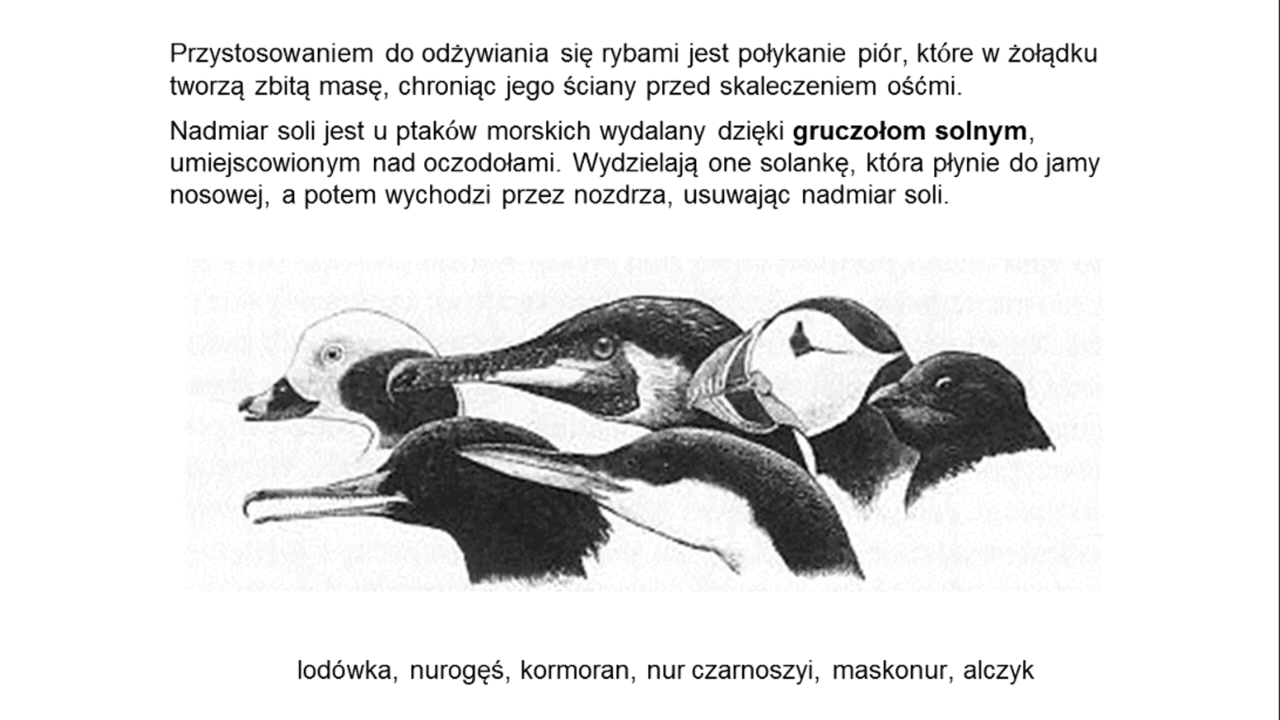 Przystosowaniem do odżywiania się rybami jest połykanie piór, które w żołądku
tworzą zbitą masę, chroniąc jego ściany przed skaleczeniem ośćmi.
Nadmiar soli jest u ptaków morskich wydalany dzięki gruczołom solnym,
umiejscowionym nad oczodołami. Wydzielają one solankę, która płynie do jamy
nosowej, a potem wychodzi przez nozdrza, usuwając nadmiar soli.
lodówka, nurogęś, kormoran, nur czarnoszyi, maskonur, alczyk